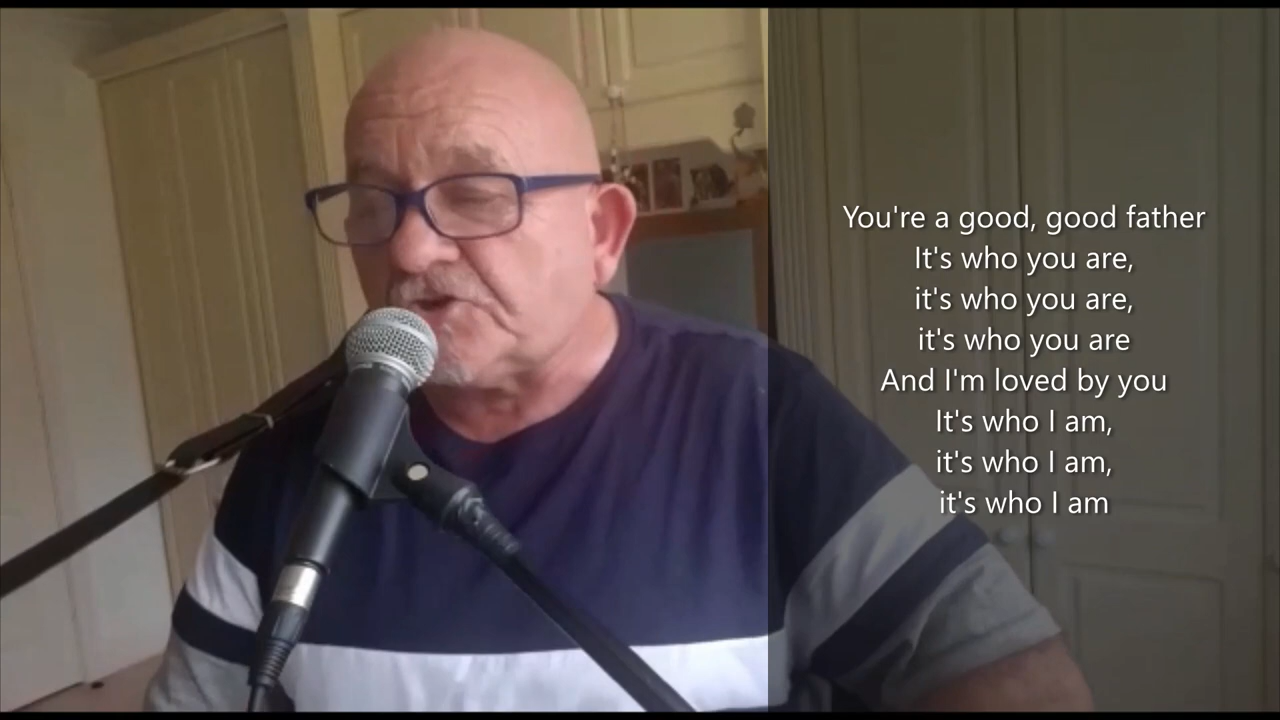 You're a good, good father
It's who you are,
it's who you are,
it's who you are
And I'm loved by you
It's who I am,
it's who I am,
it's who I am